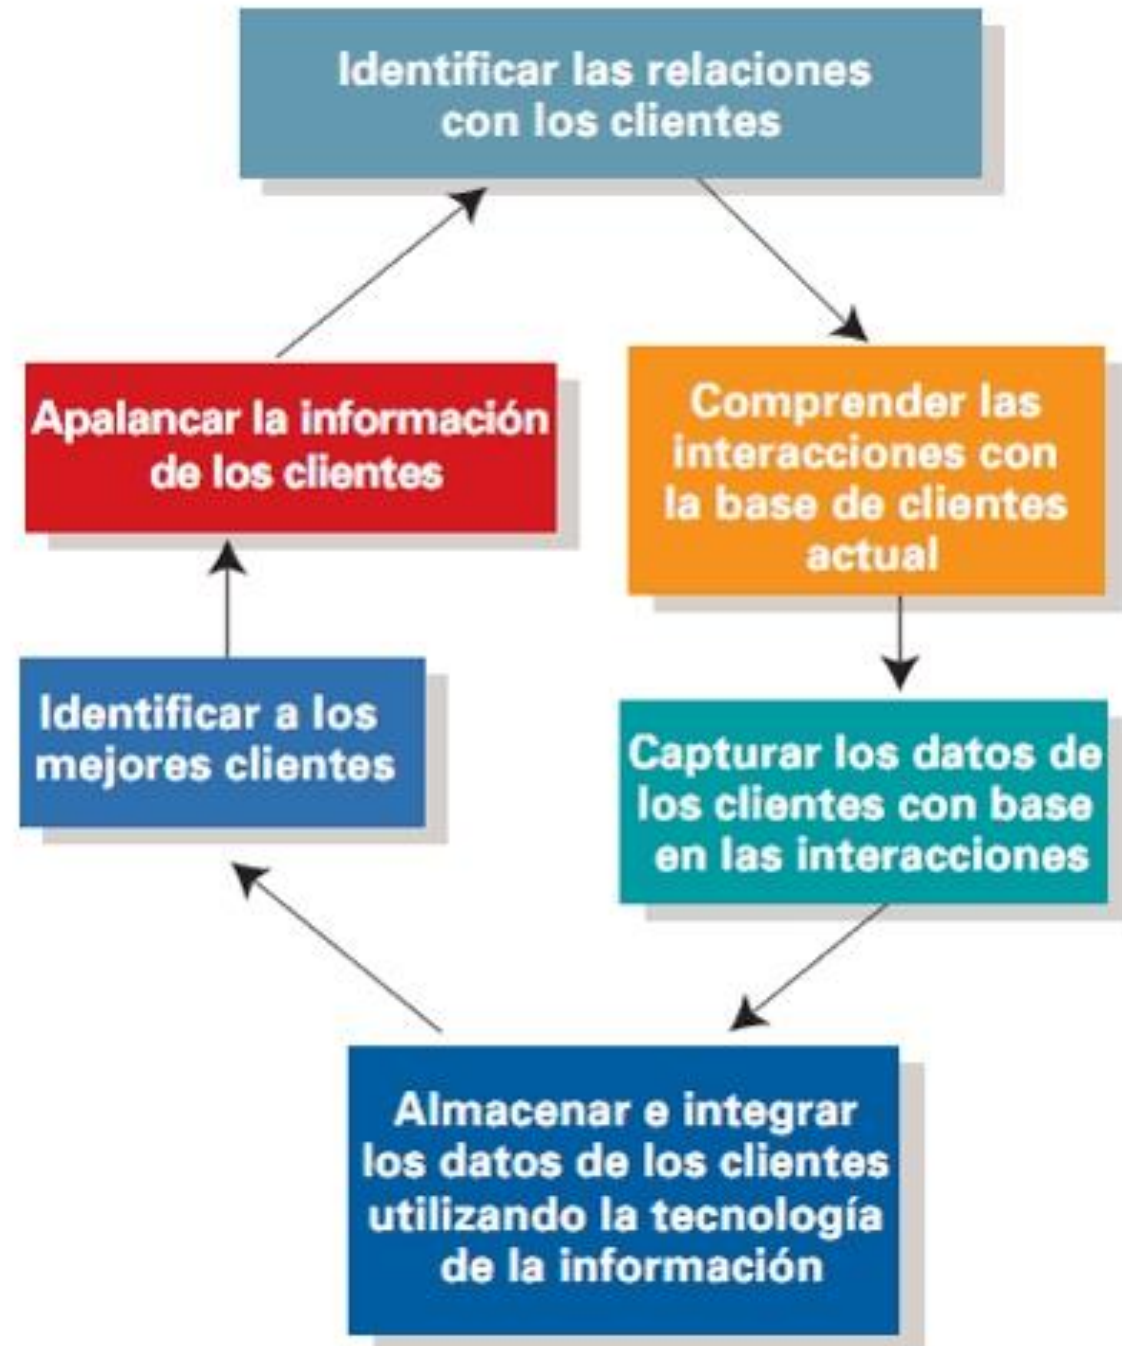 Identificar las relaciones
con los clientes
Comprender las
interacciones con
la base de clientes
actual
Capturar los datos de
los clientes con base
en las interacciones
Almacenar e integrar
los datos de los clientes
utilizando la tecnología
de la información
Identificar a los
mejores clientes
Apalancar la información
de los clientes